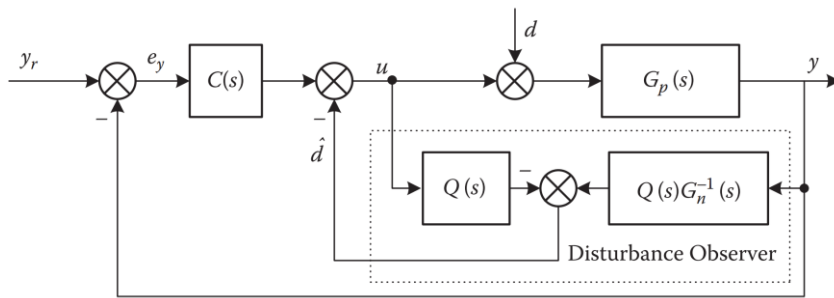 d
y_r
e_y
C(s)
u
G_p(s)
y
−
−
d̂
Q(s)
−
Q(s)G_n^{-1}(s)
Disturbance Observer
−